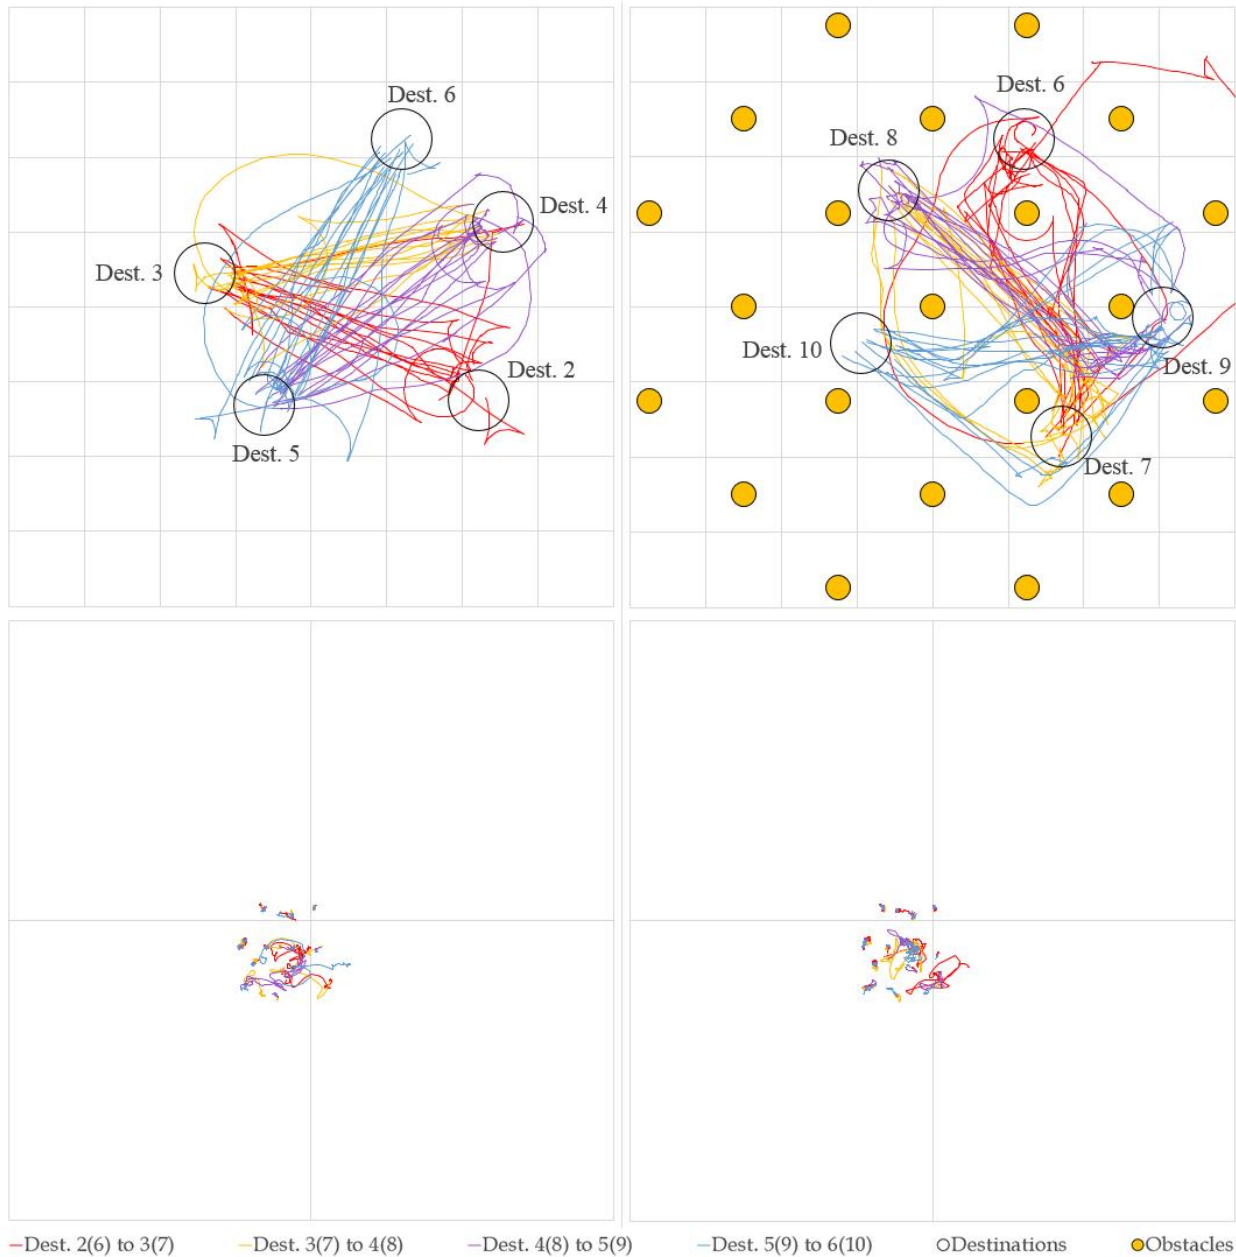 Dest. 6
Dest. 6
Dest. 8
Dest. 4
Dest. 3
Dest. 10
Dest. 2
Dest. 9
Dest. 5
Dest. 7
Dest. 2(6) to 3(7) Dest. 3(7) to 4(8) Dest. 4(8) to 5(9) Dest. 5(9) to 6(10) Destinations Obstacles